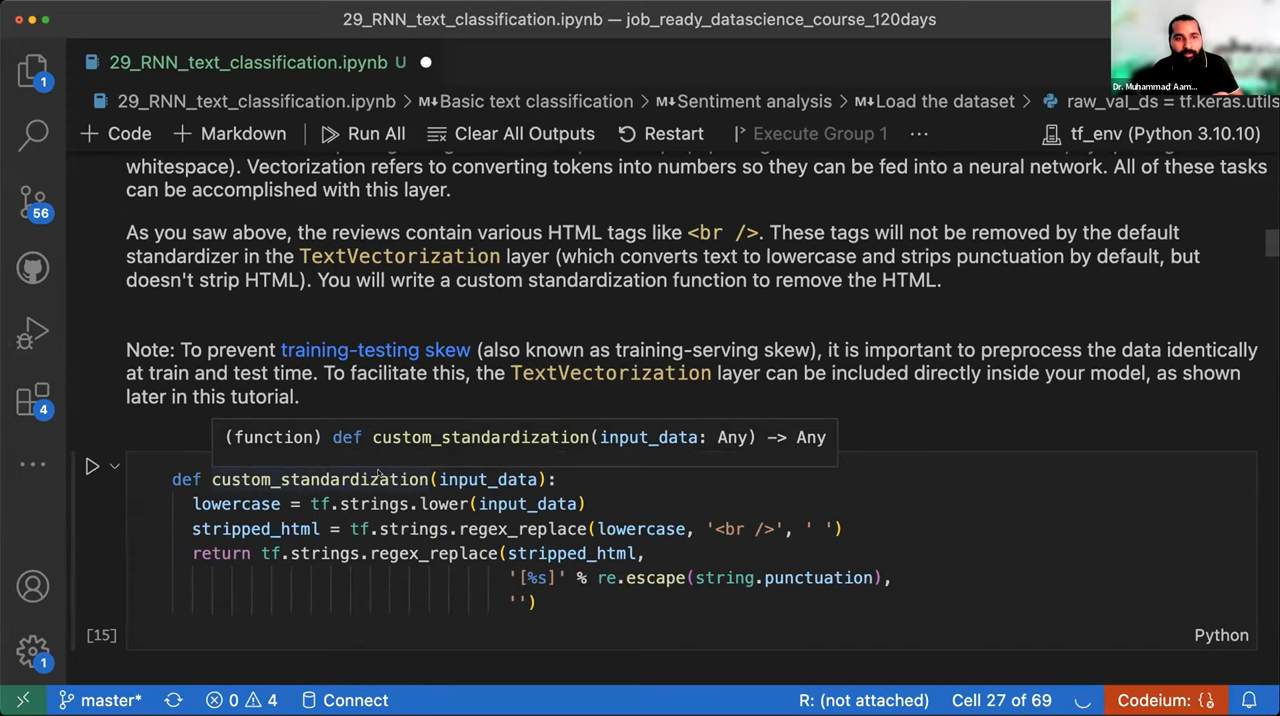 29_RNN_text_classification.ipynb — job_ready_datascience_course_120days
Dr. Muhammad Aam...
29_RNN_text_classification.ipynb U
29_RNN_text_classification.ipynb > M↓Basic text classification > M↓Sentiment analysis > M↓Load the dataset > raw_val_ds = tf.keras.utils
+ Code + Markdown Run All Clear All Outputs Restart Execute Group 1 ... tf_env (Python 3.10.10)
whitespace). Vectorization refers to converting tokens into numbers so they can be fed into a neural network. All of these tasks
can be accomplished with this layer.
As you saw above, the reviews contain various HTML tags like <br />. These tags will not be removed by the default
standardizer in the TextVectorization layer (which converts text to lowercase and strips punctuation by default, but
doesn't strip HTML). You will write a custom standardization function to remove the HTML.
Note: To prevent training-testing skew (also known as training-serving skew), it is important to preprocess the data identically
at train and test time. To facilitate this, the TextVectorization layer can be included directly inside your model, as shown
later in this tutorial.
(function) def custom_standardization(input_data: Any) -> Any
def custom_standardization(input_data):
lowercase = tf.strings.lower(input_data)
stripped_html = tf.strings.regex_replace(lowercase, '<br />', ' ')
return tf.strings.regex_replace(stripped_html,
'[%s]' % re.escape(string.punctuation),
'')
[15] Python
1
56
4
1
master* 0 4 Connect R: (not attached) Cell 27 of 69 Codeium: {}